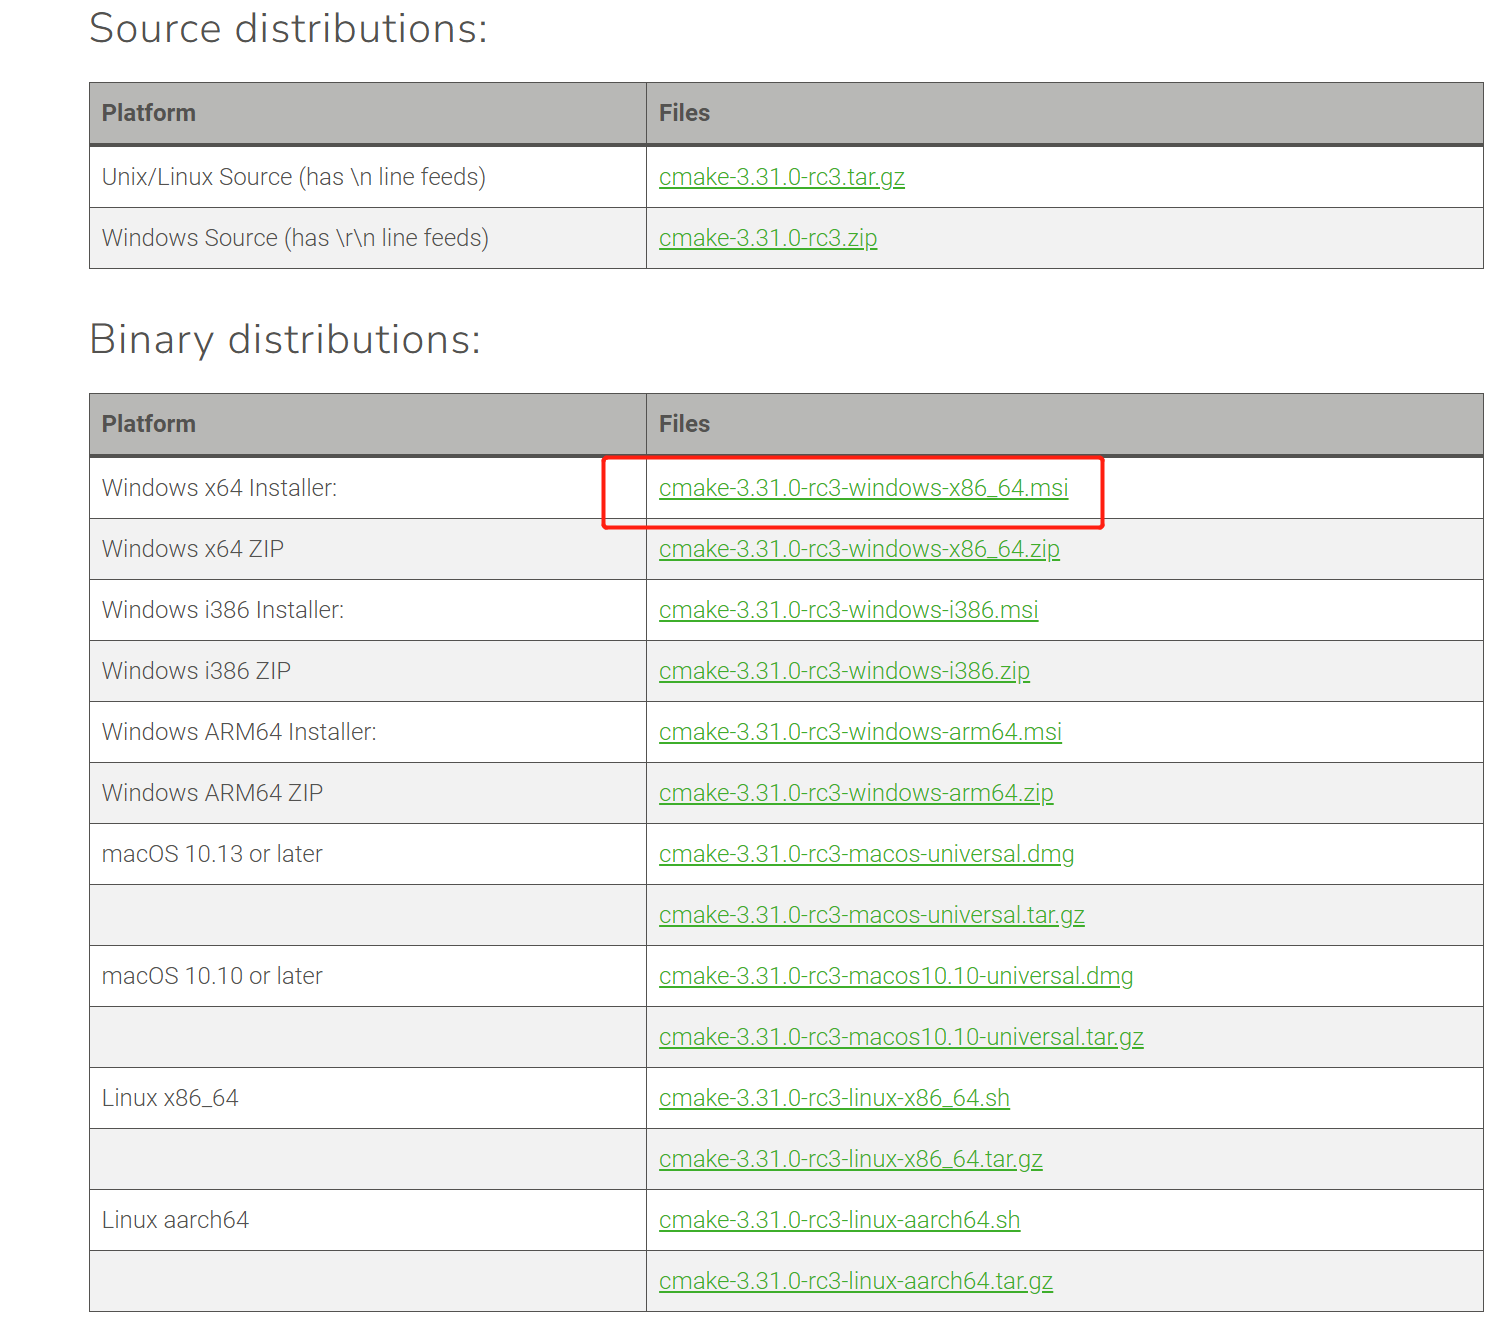 Source distributions:
Platform Files
Unix/Linux Source (has \n line feeds) cmake-3.31.0-rc3.tar.gz
Windows Source (has \r\n line feeds) cmake-3.31.0-rc3.zip
Binary distributions:
Platform Files
Windows x64 Installer: cmake-3.31.0-rc3-windows-x86_64.msi
Windows x64 ZIP cmake-3.31.0-rc3-windows-x86_64.zip
Windows i386 Installer: cmake-3.31.0-rc3-windows-i386.msi
Windows i386 ZIP cmake-3.31.0-rc3-windows-i386.zip
Windows ARM64 Installer: cmake-3.31.0-rc3-windows-arm64.msi
Windows ARM64 ZIP cmake-3.31.0-rc3-windows-arm64.zip
macOS 10.13 or later cmake-3.31.0-rc3-macos-universal.dmg
cmake-3.31.0-rc3-macos-universal.tar.gz
macOS 10.10 or later cmake-3.31.0-rc3-macos10.10-universal.dmg
cmake-3.31.0-rc3-macos10.10-universal.tar.gz
Linux x86_64 cmake-3.31.0-rc3-linux-x86_64.sh
cmake-3.31.0-rc3-linux-x86_64.tar.gz
Linux aarch64 cmake-3.31.0-rc3-linux-aarch64.sh
cmake-3.31.0-rc3-linux-aarch64.tar.gz